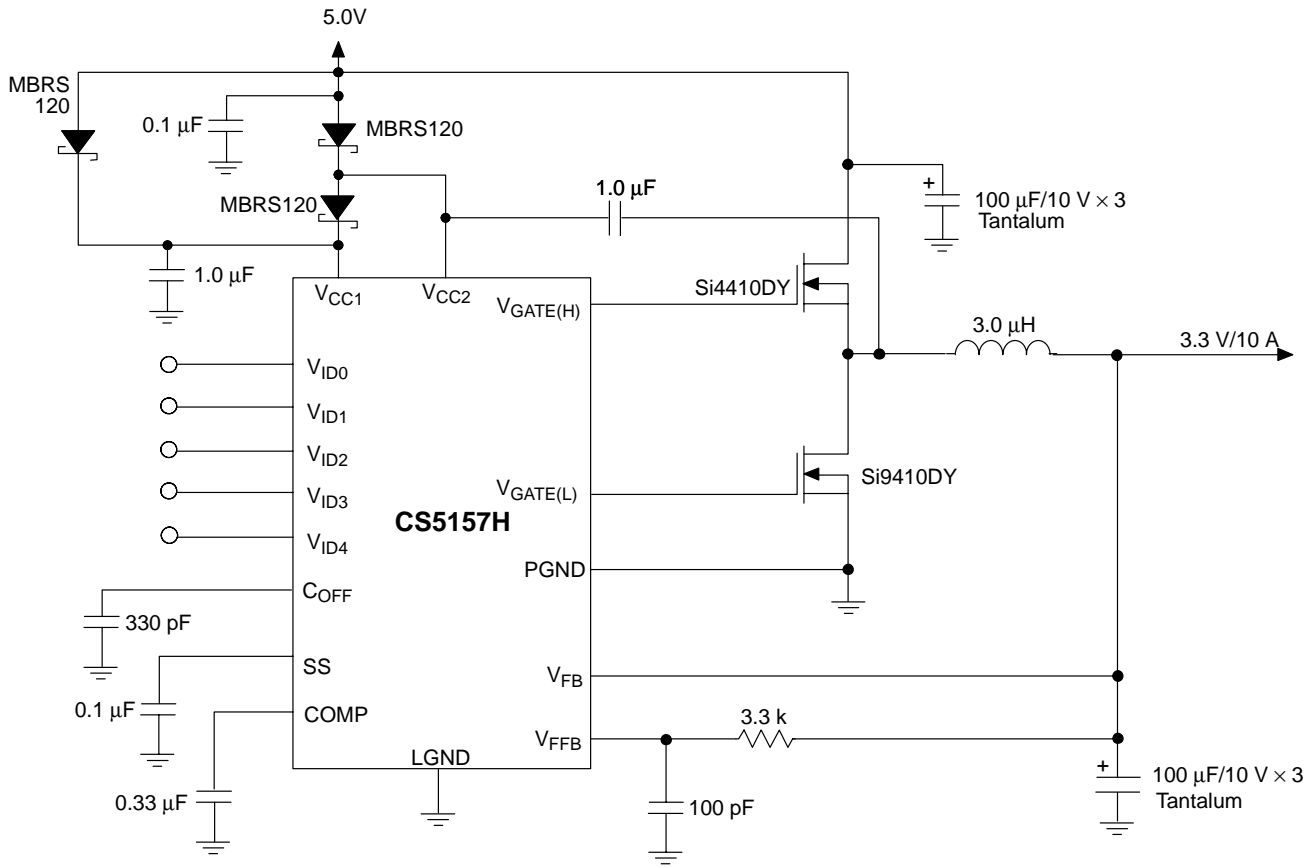 5.0V
MBRS
120
0.1 μF
MBRS120
MBRS120
1.0 μF
100 μF/10 V × 3
Tantalum
1.0 μF
VCC1
VCC2
VGATE(H)
Si4410DY
3.0 μH
3.3 V/10 A
VID0
VID1
VID2
VID3
VID4
VGATE(L)
Si9410DY
CS5157H
PGND
COFF
330 pF
SS
VFB
0.1 μF
COMP
3.3 k
VFFB
LGND
0.33 μF
100 pF
100 μF/10 V × 3
Tantalum
+
+